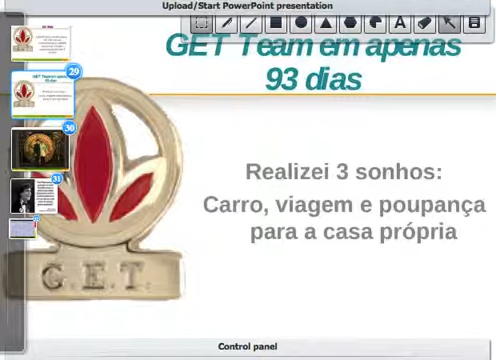 Upload/Start PowerPoint presentation
GET Team em apenas
93 dias
29
30
31
Realizei 3 sonhos:
Carro, viagem e poupança
para a casa própria
G.E.T.
Control panel